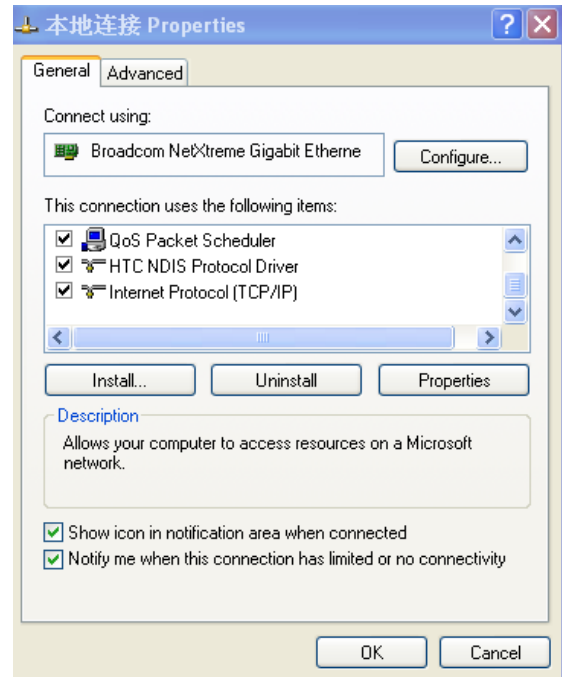 本地连接 Properties
General
Advanced
Connect using:
Broadcom NetXtreme Gigabit Etherne
Configure...
This connection uses the following items:
QoS Packet Scheduler
HTC NDIS Protocol Driver
Internet Protocol (TCP/IP)
Install...
Uninstall
Properties
Description
Allows your computer to access resources on a Microsoft
network.
Show icon in notification area when connected
Notify me when this connection has limited or no connectivity
OK
Cancel